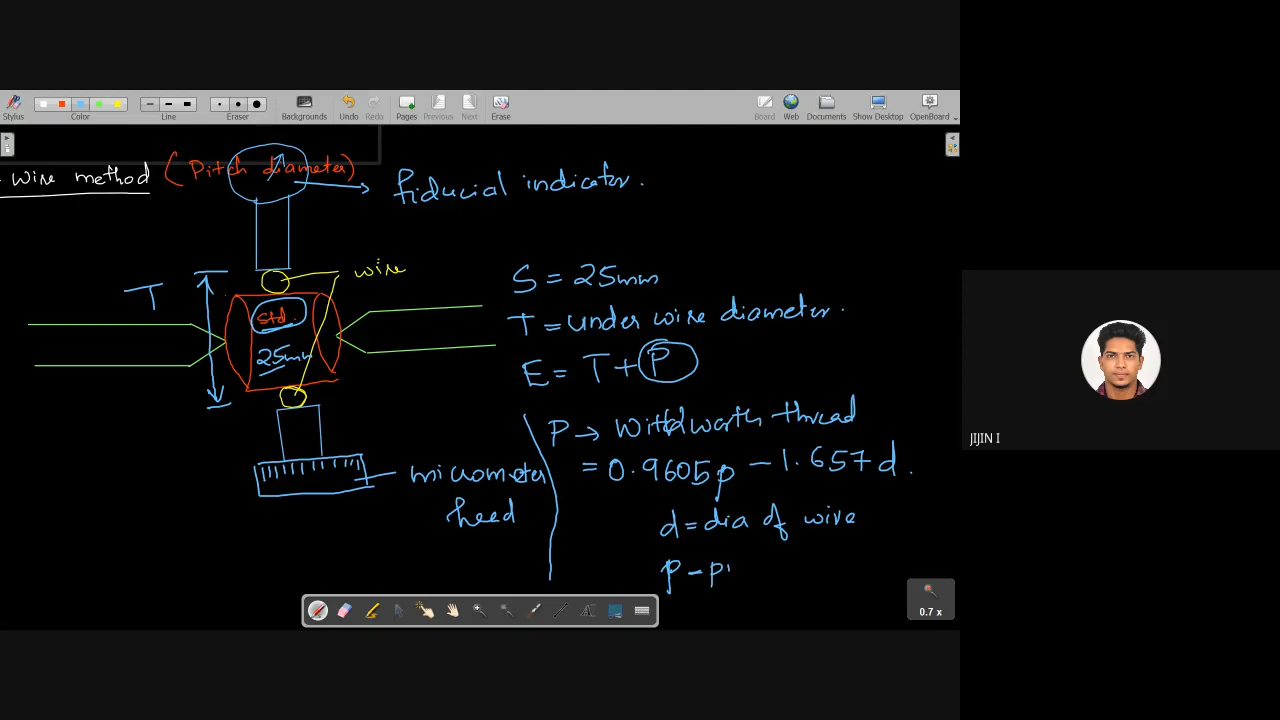 Stylus
Color
Line
Backgrounds
Undo
Redo
Pages
Previous
Next
Erase
Board
Web
Documents
Show Desktop
OpenBoard
wire method (Pitch diameter)
fiducial indicator.
wire
T
std.
25mm
S = 25mm
T = under wire diameter.
E = T + P
P → Wittdworth thread
= 0.9605p - 1.657d.
d = dia of wire
p - pi
micrometer
head
JIJIN I
0.7 x